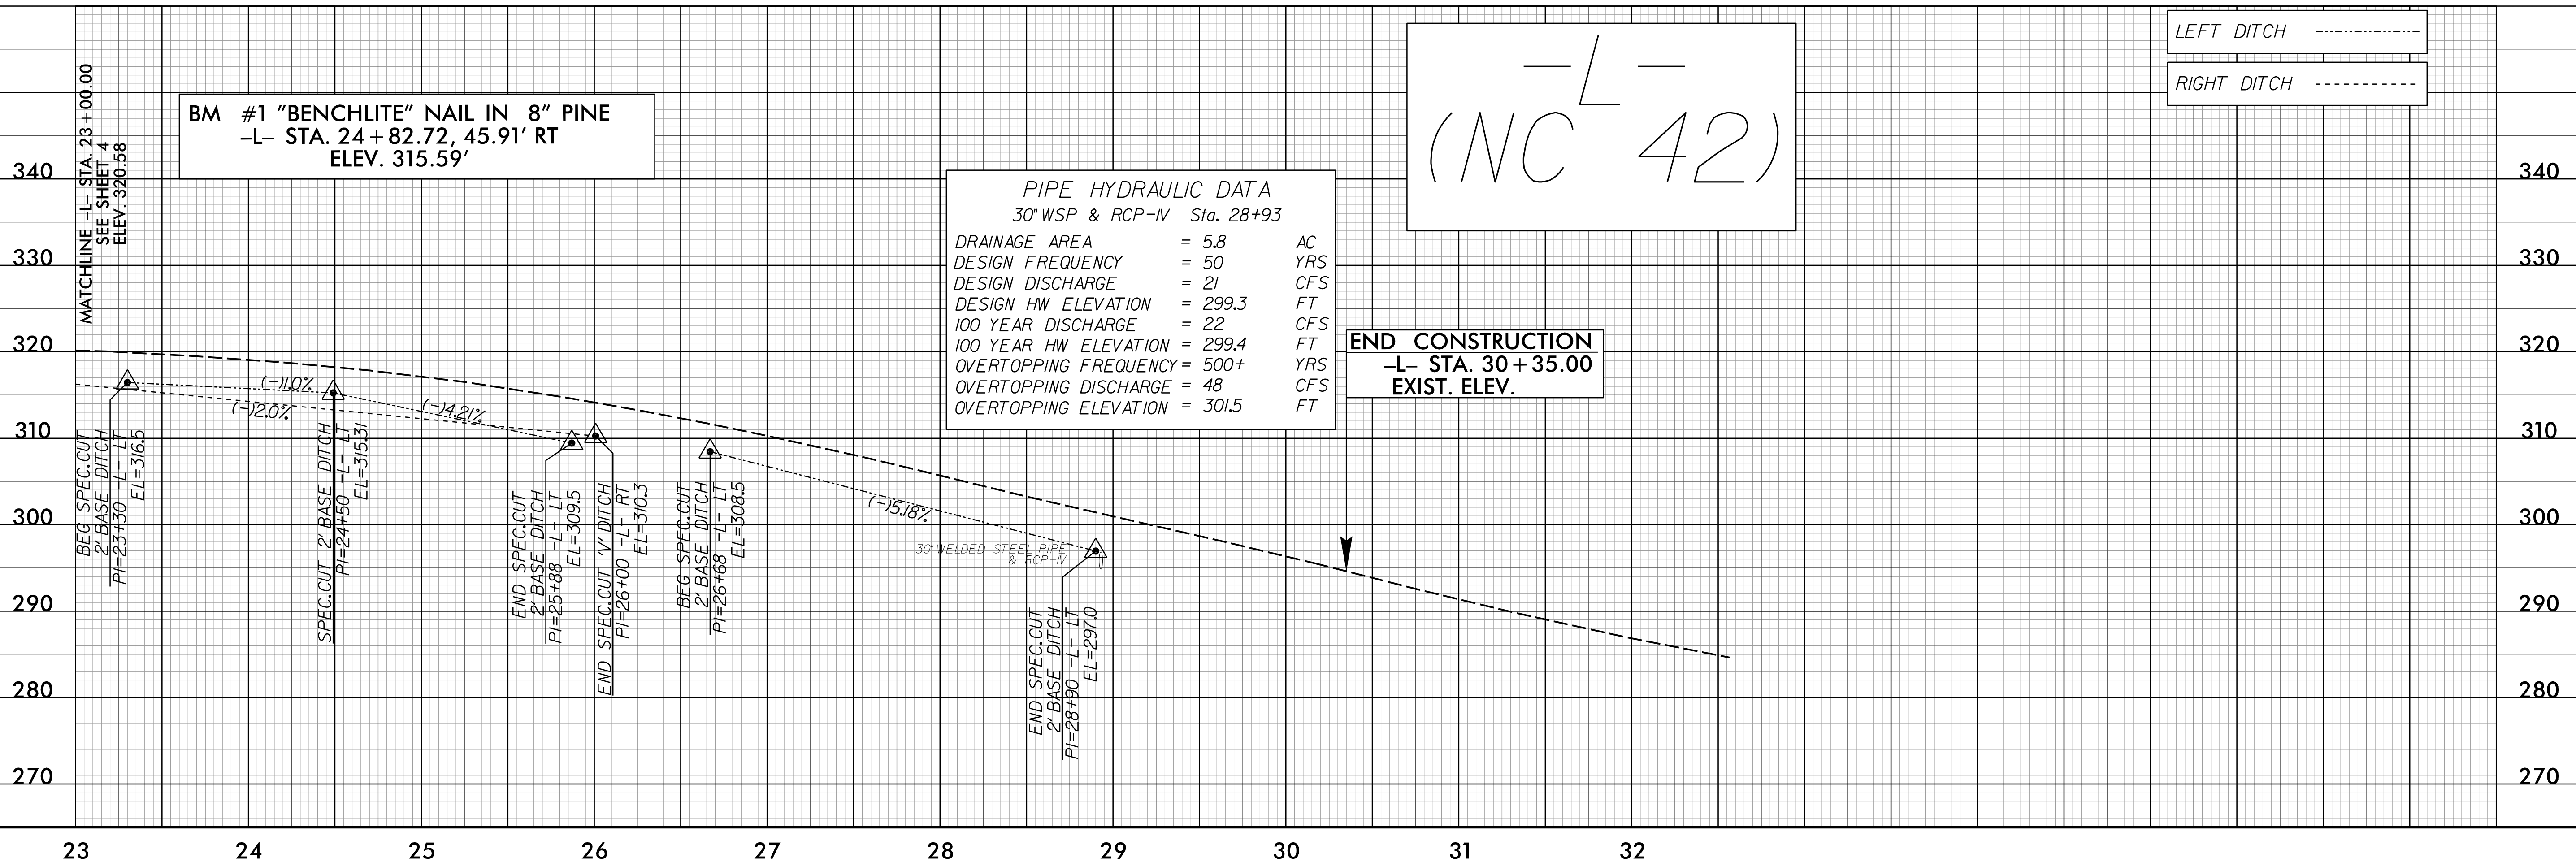 MATCHLINE -L- STA. 23+00.00
SEE SHEET 4
ELEV. 320.58
BM #1 "BENCHLITE" NAIL IN 8" PINE
-L- STA. 24+82.72, 45.91' RT
ELEV. 315.59'
-L-
(NC 42)
LEFT DITCH
RIGHT DITCH
PIPE HYDRAULIC DATA
30" WSP & RCP-IV Sta. 28+93
DRAINAGE AREA = 5.8 AC
DESIGN FREQUENCY = 50 YRS
DESIGN DISCHARGE = 21 CFS
DESIGN HW ELEVATION = 299.3 FT
100 YEAR DISCHARGE = 22 CFS
100 YEAR HW ELEVATION = 299.4 FT
OVERTOPPING FREQUENCY = 500+ YRS
OVERTOPPING DISCHARGE = 48 CFS
OVERTOPPING ELEVATION = 301.5 FT
END CONSTRUCTION
-L- STA. 30+35.00
EXIST. ELEV.
340 340
330 330
320 320
310 310
300 300
290 290
280 280
270 270
(-)1.0%
(-)2.0%
(-)4.21%
(-)5.18%
BEG SPEC.CUT
2' BASE DITCH
PI=23+30 -L- LT
EL=316.5
SPEC.CUT 2' BASE DITCH
PI=24+50 -L- LT
EL=315.31
END SPEC.CUT
2' BASE DITCH
PI=25+88 -L- LT
EL=309.5
END SPEC.CUT 'V' DITCH
PI=26+00 -L- RT
EL=310.3
BEG SPEC.CUT
2' BASE DITCH
PI=26+68 -L- LT
EL=308.5
30" WELDED STEEL PIPE
& RCP-IV
END SPEC.CUT
2' BASE DITCH
PI=28+90 -L- LT
EL=297.0
23 24 25 26 27 28 29 30 31 32